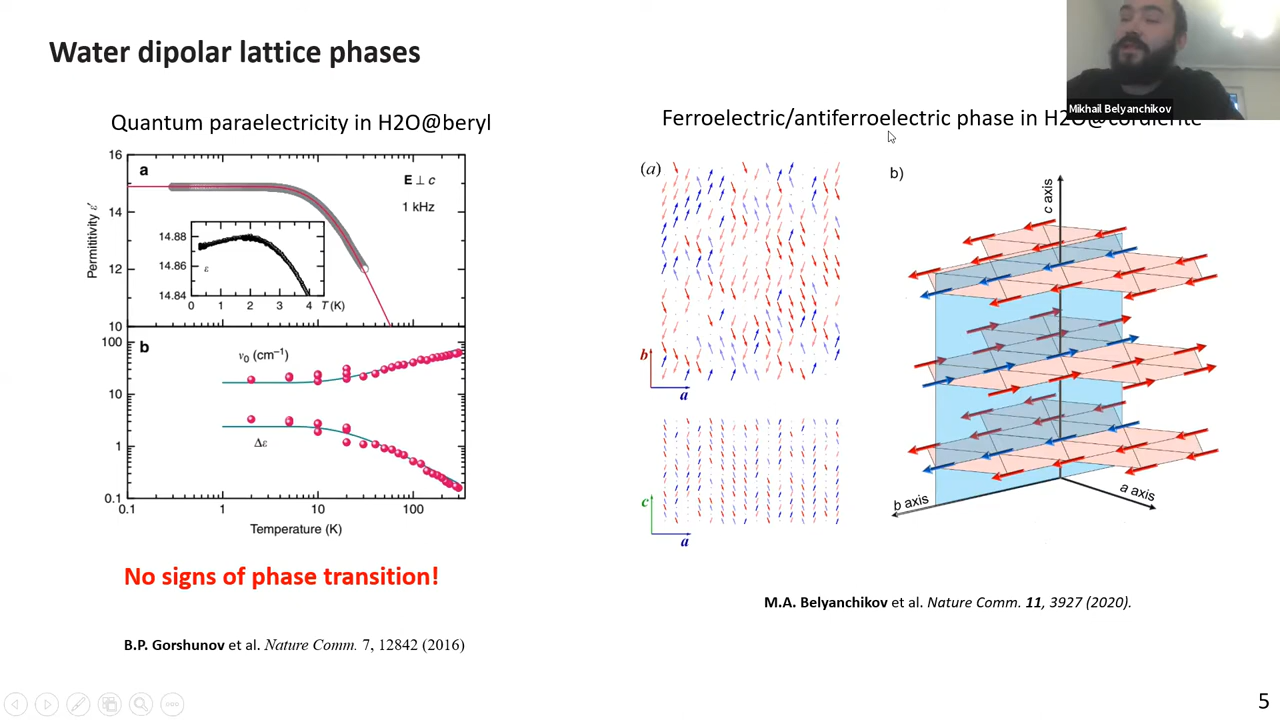 Water dipolar lattice phases
Mikhail Belyanchikov
Quantum paraelectricity in H2O@beryl
16
14
12
10
Permittivity ε′
a
E ⊥ c
1 kHz
14.88
14.86
14.84
ε
0 1 2 3 4 T (K)
100
10
1
0.1
b
ν0 (cm−1)
Δε
0.1 1 10 100
Temperature (K)
No signs of phase transition!
B.P. Gorshunov et al. Nature Comm. 7, 12842 (2016)
Ferroelectric/antiferroelectric phase in
(a)
b
a
c
a
b)
c axis
b axis
a axis
M.A. Belyanchikov et al. Nature Comm. 11, 3927 (2020).
5